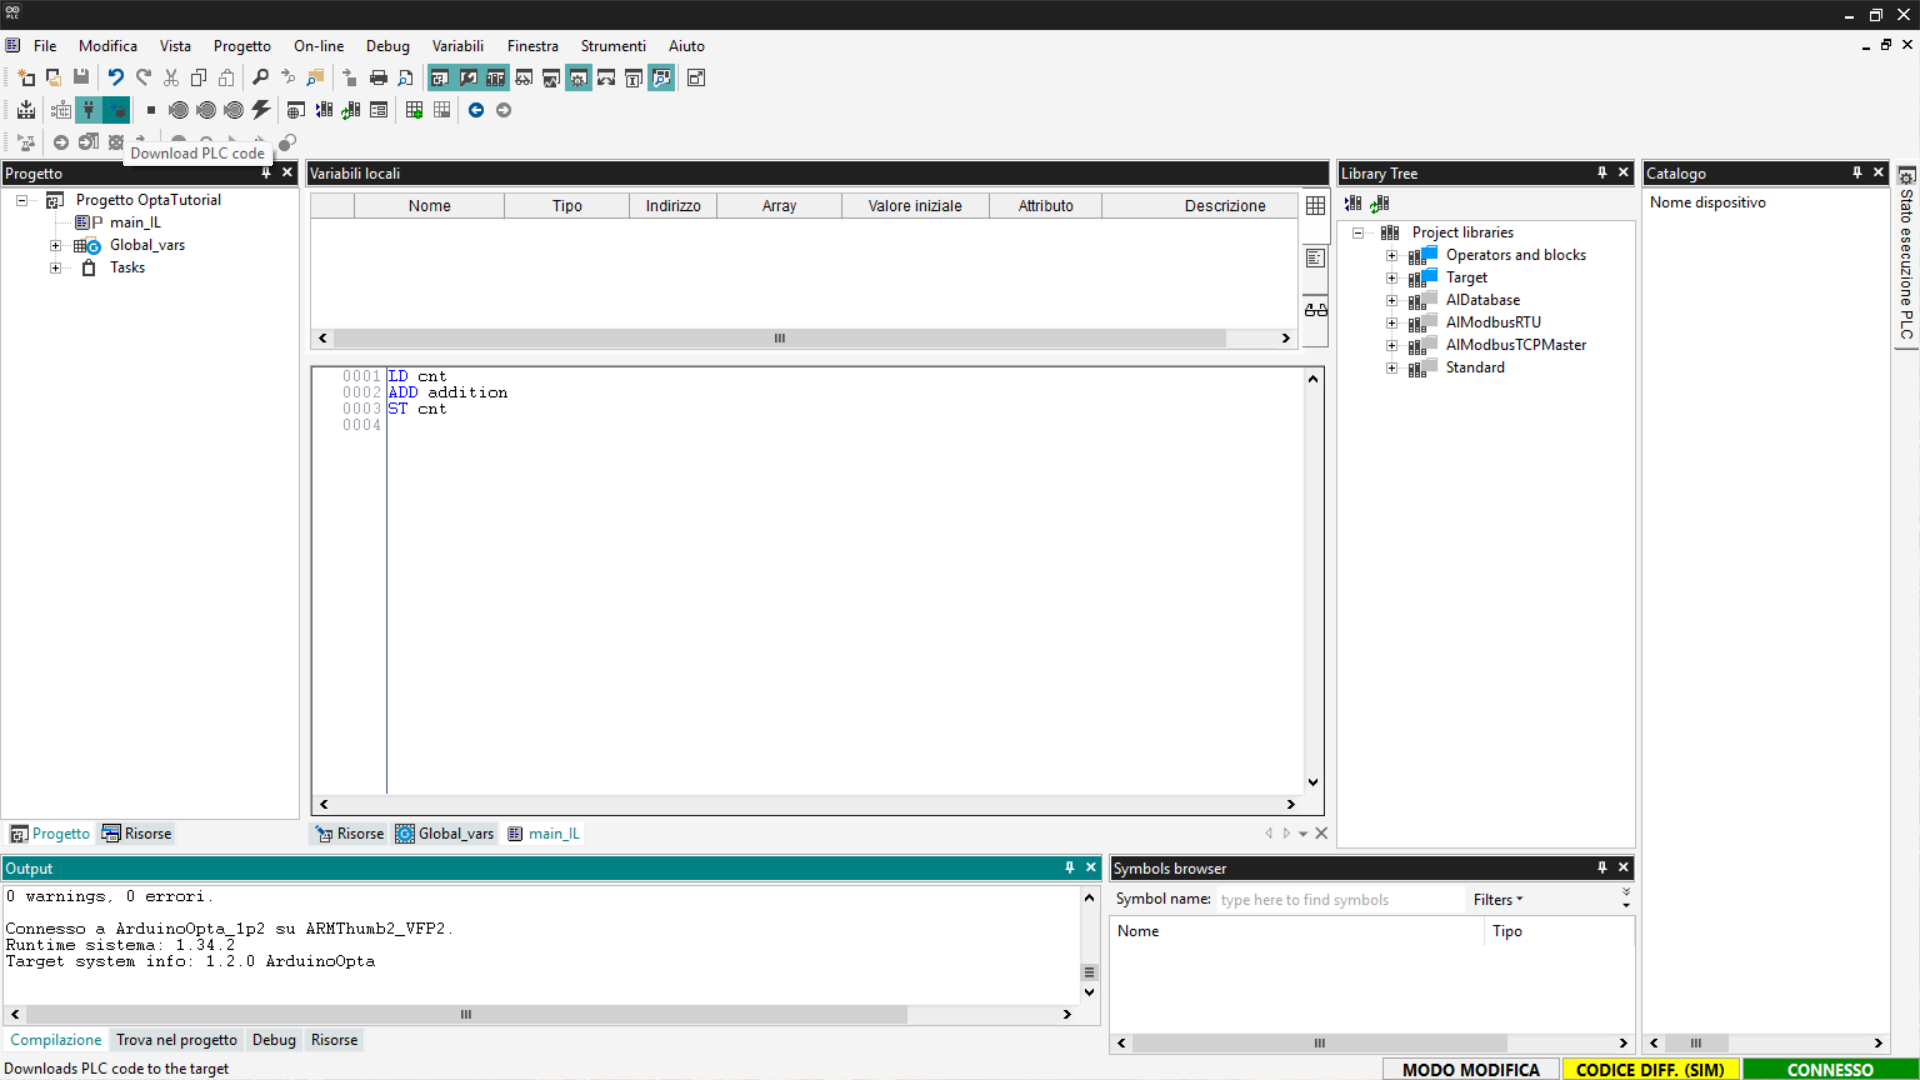 PLC
File Modifica Vista Progetto On-line Debug Variabili Finestra Strumenti Aiuto
Download PLC code
Progetto
Progetto OptaTutorial
main_IL
Global_vars
Tasks
Progetto Risorse
Variabili locali
Nome Tipo Indirizzo Array Valore iniziale Attributo Descrizione
0001 LD cnt
0002 ADD addition
0003 ST cnt
0004
Risorse Global_vars main_IL
Library Tree
Project libraries
Operators and blocks
Target
AlDatabase
AlModbusRTU
AlModbusTCPMaster
Standard
Catalogo
Nome dispositivo
Stato esecuzione PLC
Output
0 warnings, 0 errori.
Connesso a ArduinoOpta_1p2 su ARMThumb2_VFP2.
Runtime sistema: 1.34.2
Target system info: 1.2.0 ArduinoOpta
Compilazione Trova nel progetto Debug Risorse
Symbols browser
Symbol name: type here to find symbols Filters
Nome Tipo
Downloads PLC code to the target
MODO MODIFICA CODICE DIFF. (SIM) CONNESSO